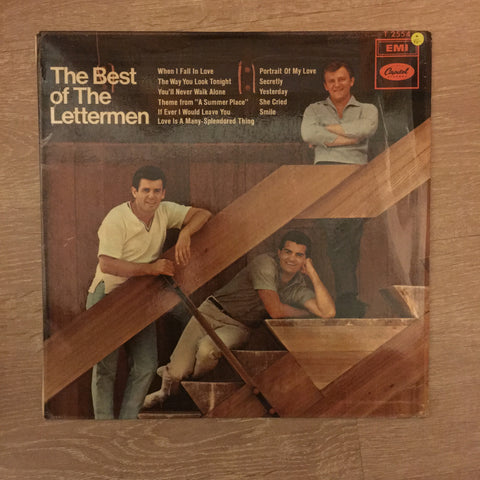 The Best
of The
Lettermen
When I Fall In Love
The Way You Look Tonight
You'll Never Walk Alone
Theme from "A Summer Place"
If Ever I Would Leave You
Love Is A Many-Splendored Thing
Portrait Of My Love
Secretly
Yesterday
She Cried
Smile
T 2554
EMI
Capitol